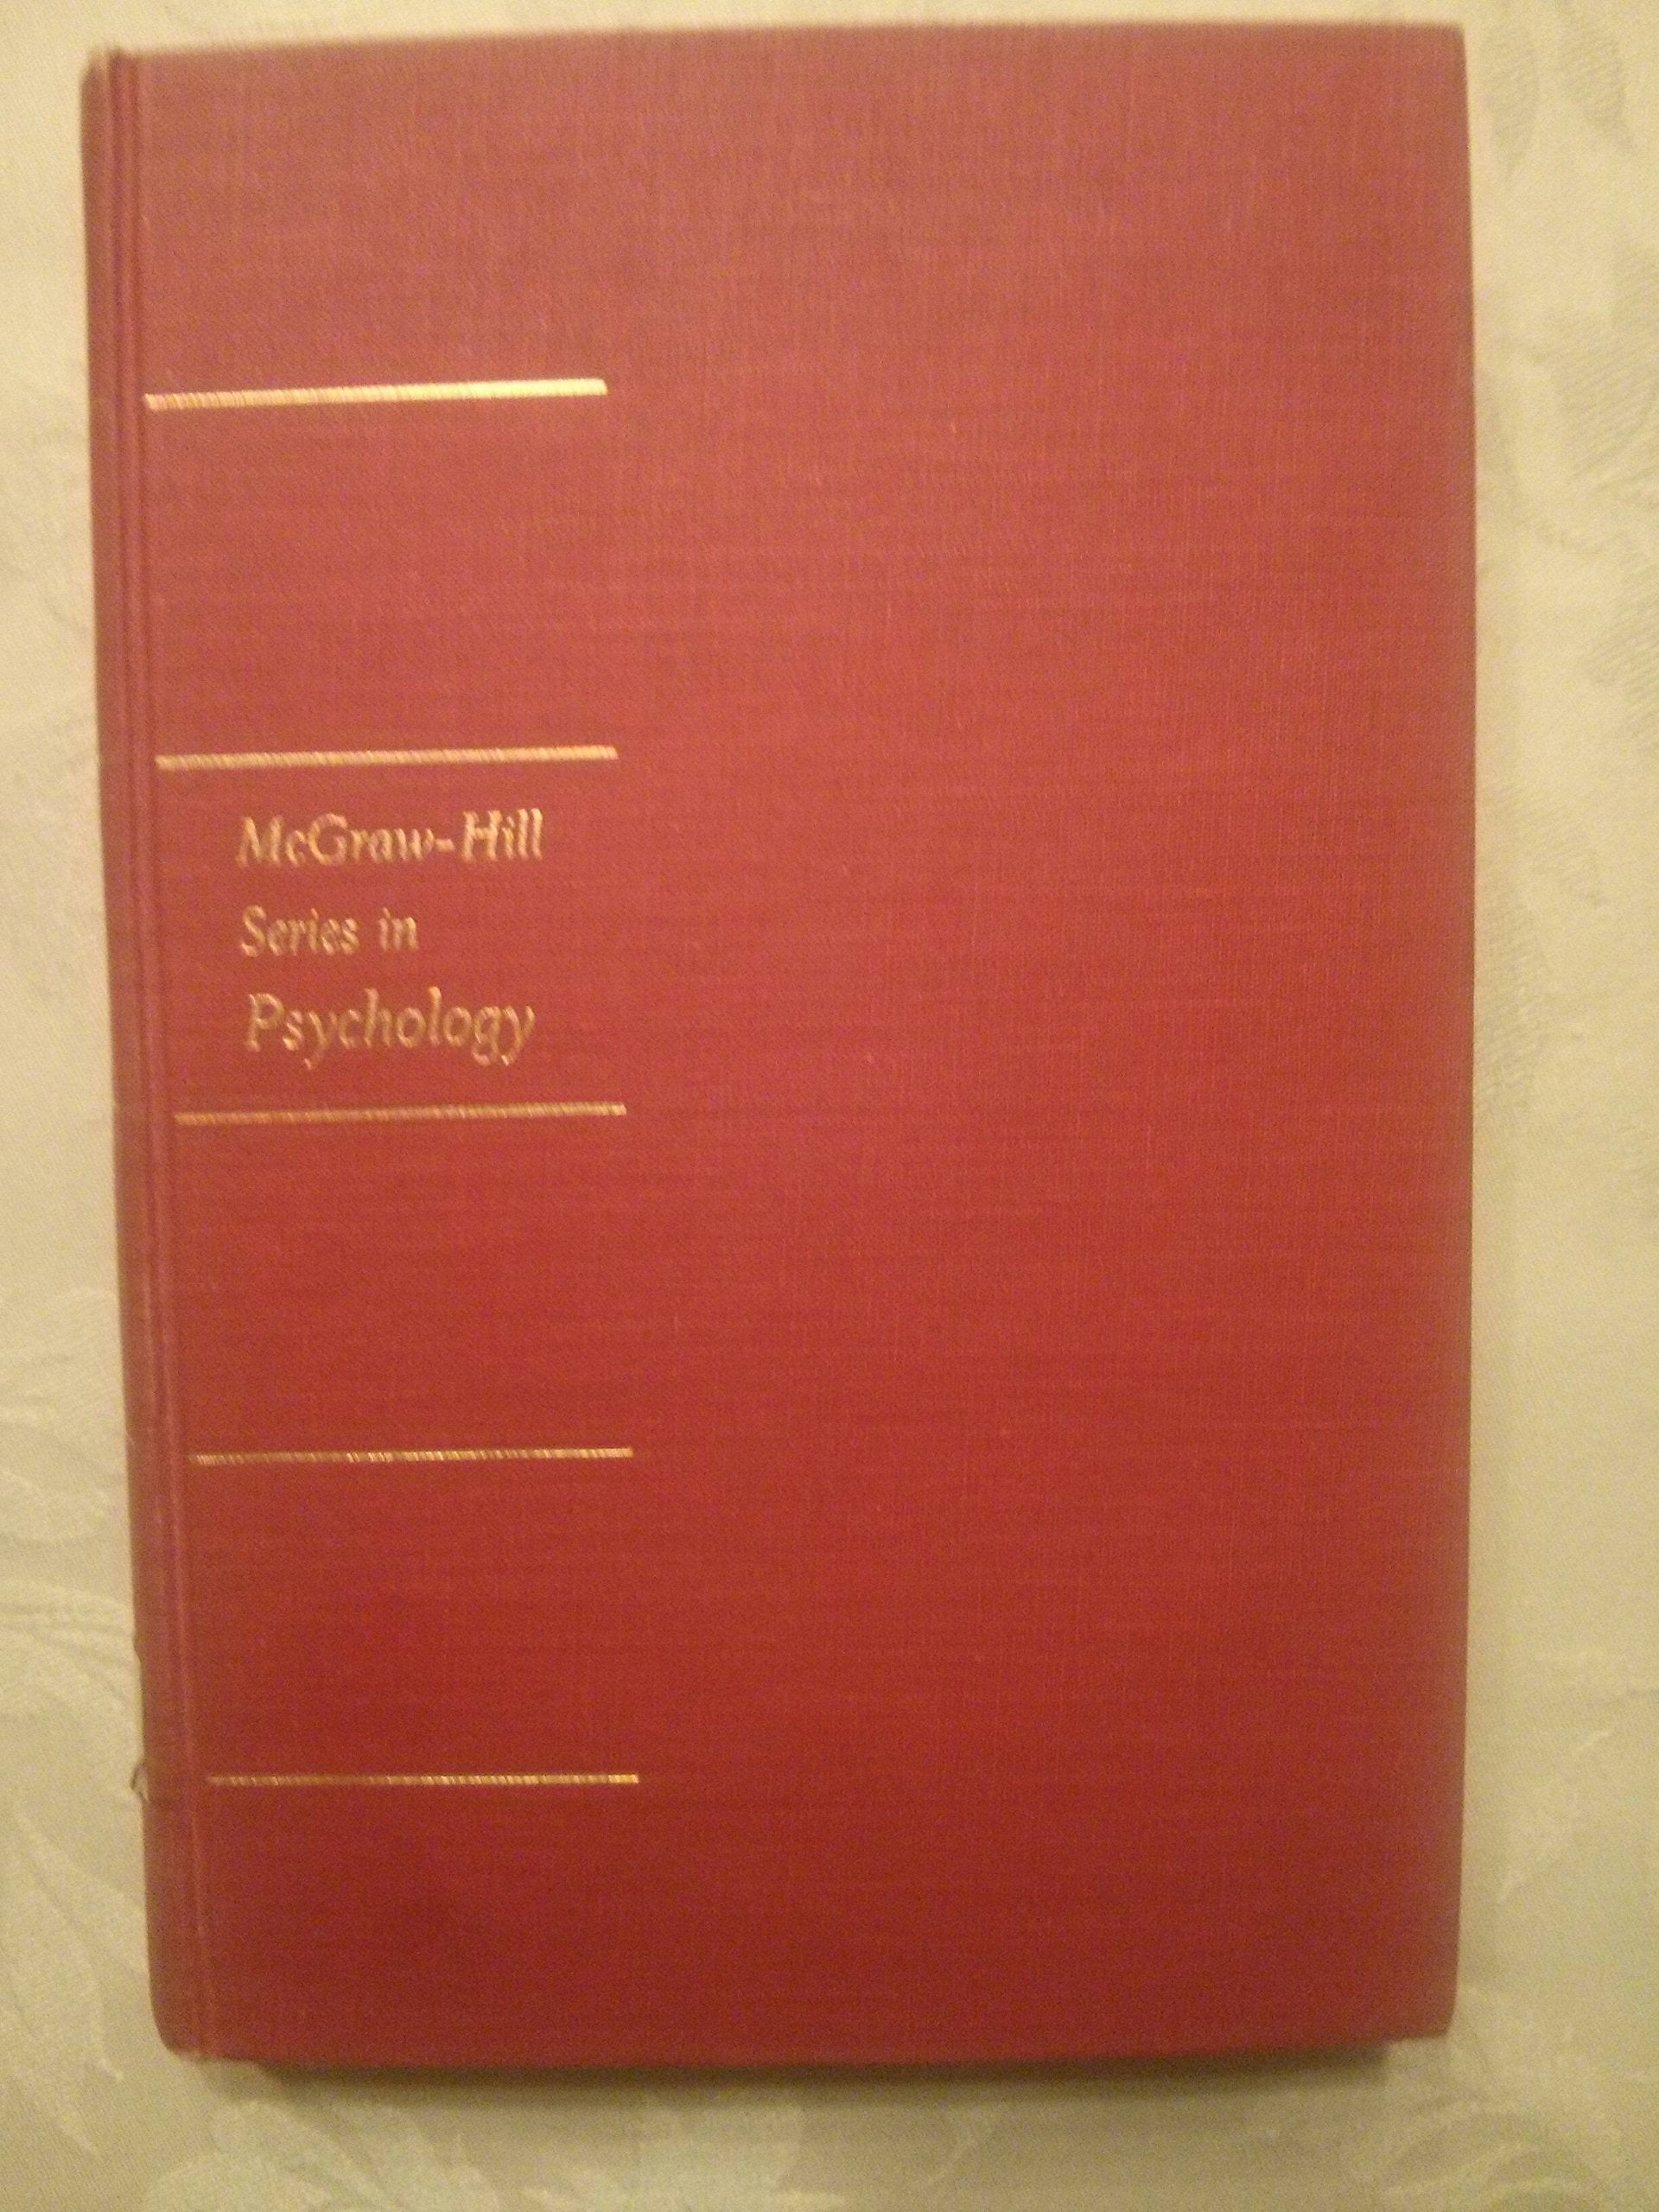 McGraw-Hill
Series in
Psychology